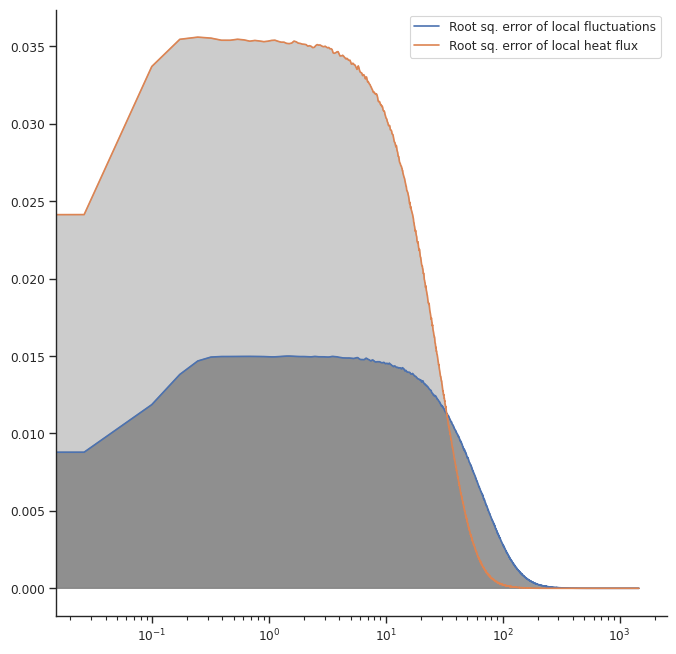 Root sq. error of local fluctuations
Root sq. error of local heat flux
0.035
0.030
0.025
0.020
0.015
0.010
0.005
0.000
10⁻¹ 10⁰ 10¹ 10² 10³